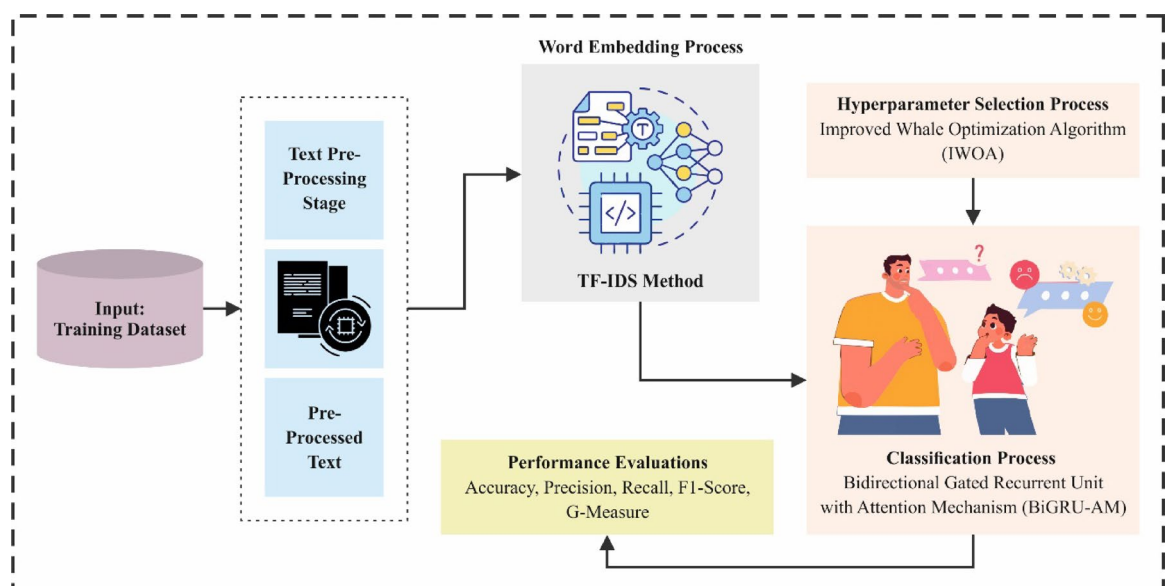 Input:
Training Dataset
Text Pre-
Processing
Stage
Pre-
Processed
Text
Word Embedding Process
T
</>
TF-IDS Method
Hyperparameter Selection Process
Improved Whale Optimization Algorithm
(IWOA)
?
Classification Process
Bidirectional Gated Recurrent Unit
with Attention Mechanism (BiGRU-AM)
Performance Evaluations
Accuracy, Precision, Recall, F1-Score,
G-Measure